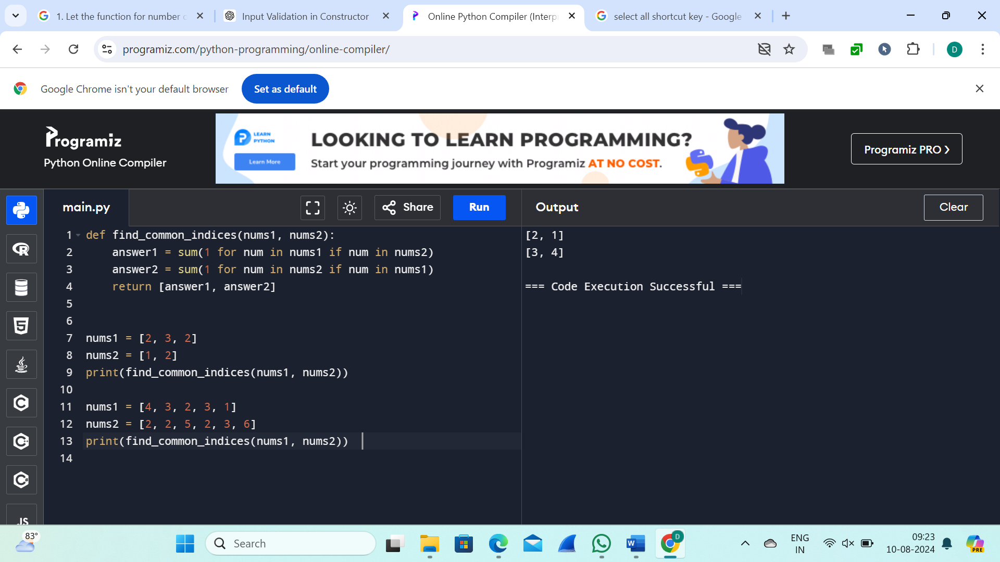 1. Let the function for number
Input Validation in Constructor
Online Python Compiler (Interp
select all shortcut key - Google
programiz.com/python-programming/online-compiler/
D
Google Chrome isn't your default browser
Set as default
Programiz
Python Online Compiler
LEARN
PYTHON
Learn More
LOOKING TO LEARN PROGRAMMING?
Start your programming journey with Programiz AT NO COST.
Programiz PRO ❯
main.py
Share
Run
Output
Clear
1 def find_common_indices(nums1, nums2):
2     answer1 = sum(1 for num in nums1 if num in nums2)
3     answer2 = sum(1 for num in nums2 if num in nums1)
4     return [answer1, answer2]
5
6
7 nums1 = [2, 3, 2]
8 nums2 = [1, 2]
9 print(find_common_indices(nums1, nums2))
10
11 nums1 = [4, 3, 2, 3, 1]
12 nums2 = [2, 2, 5, 2, 3, 6]
13 print(find_common_indices(nums1, nums2))
14
[2, 1]
[3, 4]
=== Code Execution Successful ===
JS
83°
Search
D
ENG
IN
09:23
10-08-2024
PRE